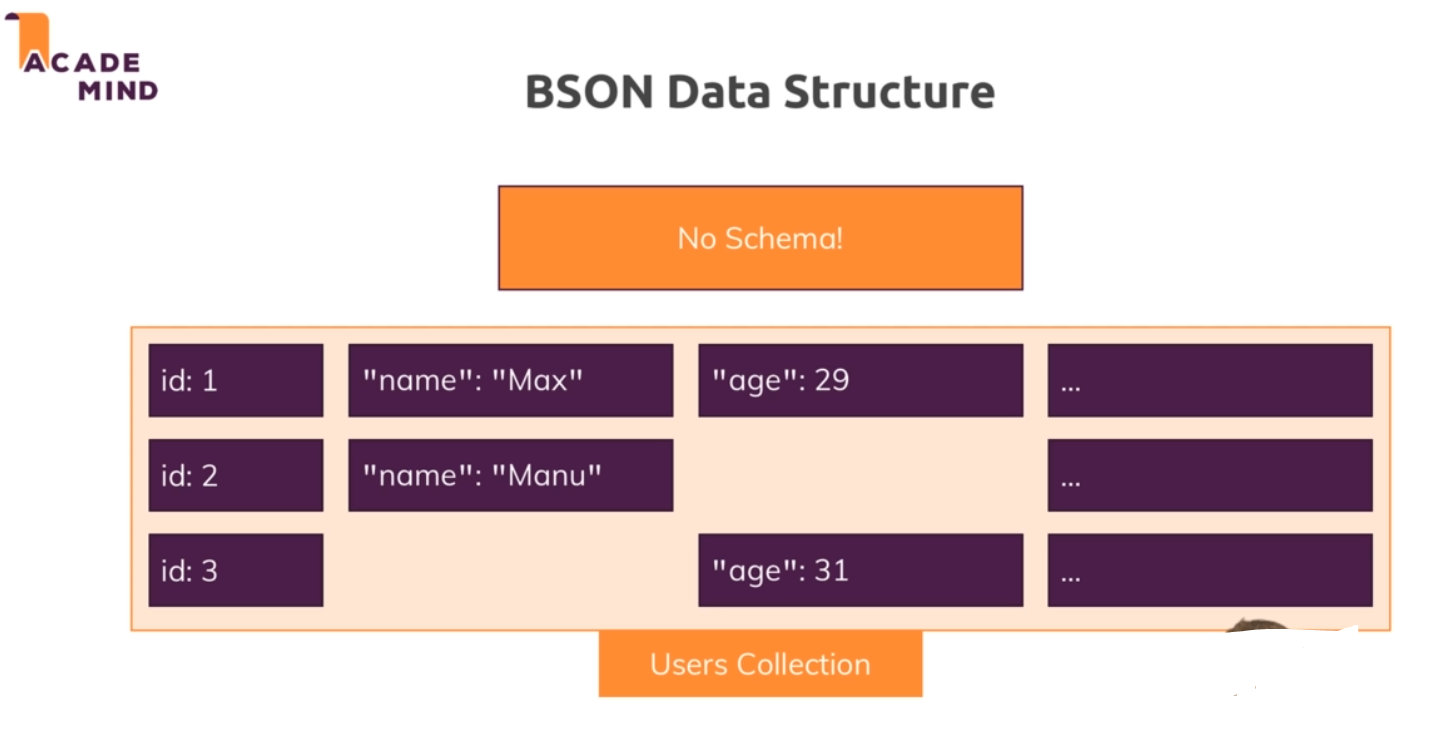 ACADE
MIND
BSON Data Structure
No Schema!
id: 1 "name": "Max" "age": 29 ...
id: 2 "name": "Manu" ...
id: 3 "age": 31 ...
Users Collection